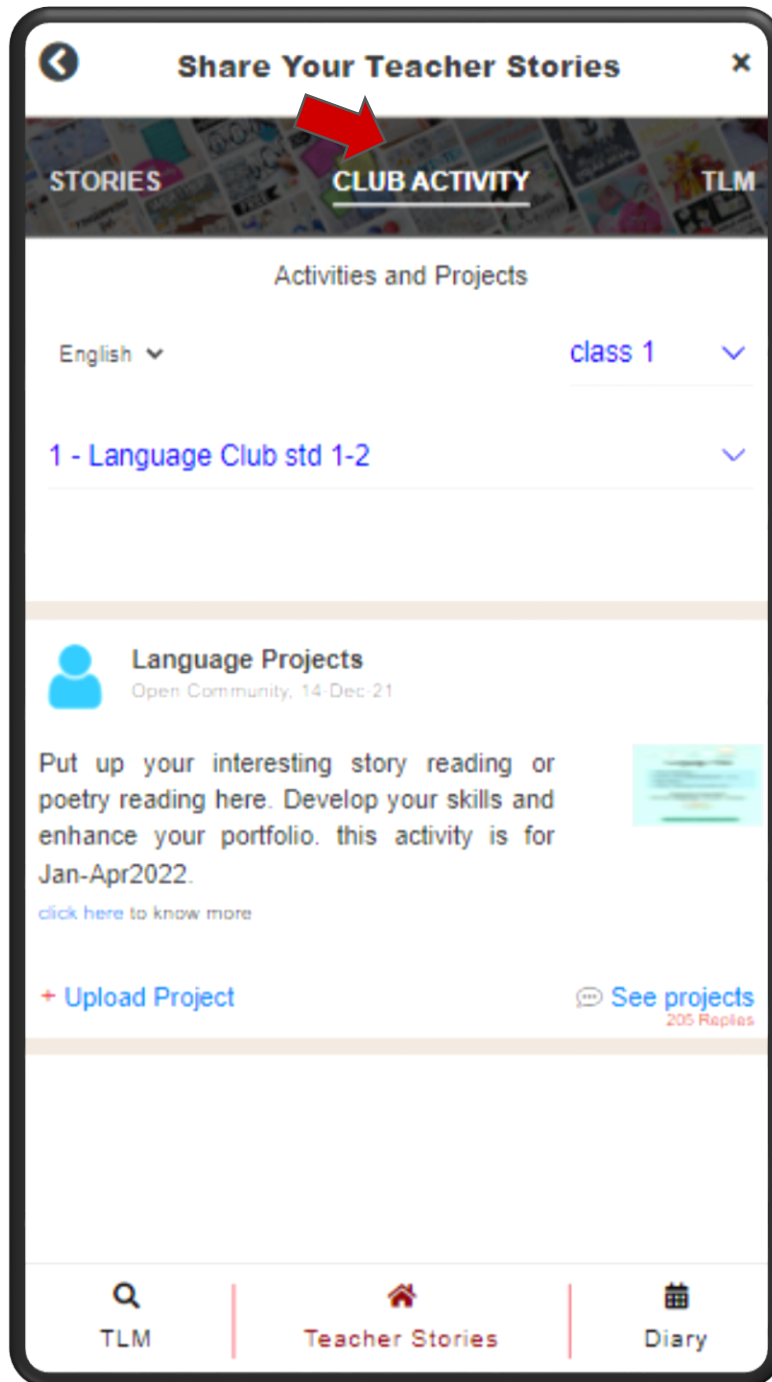 Share Your Teacher Stories ×
STORIES CLUB ACTIVITY TLM
Activities and Projects
English class 1
1 - Language Club std 1-2
Language Projects
Open Community, 14-Dec-21
Put up your interesting story reading or
poetry reading here. Develop your skills and
enhance your portfolio. this activity is for
Jan-Apr2022.
click here to know more
+ Upload Project See projects
205 Replies
TLM Teacher Stories Diary